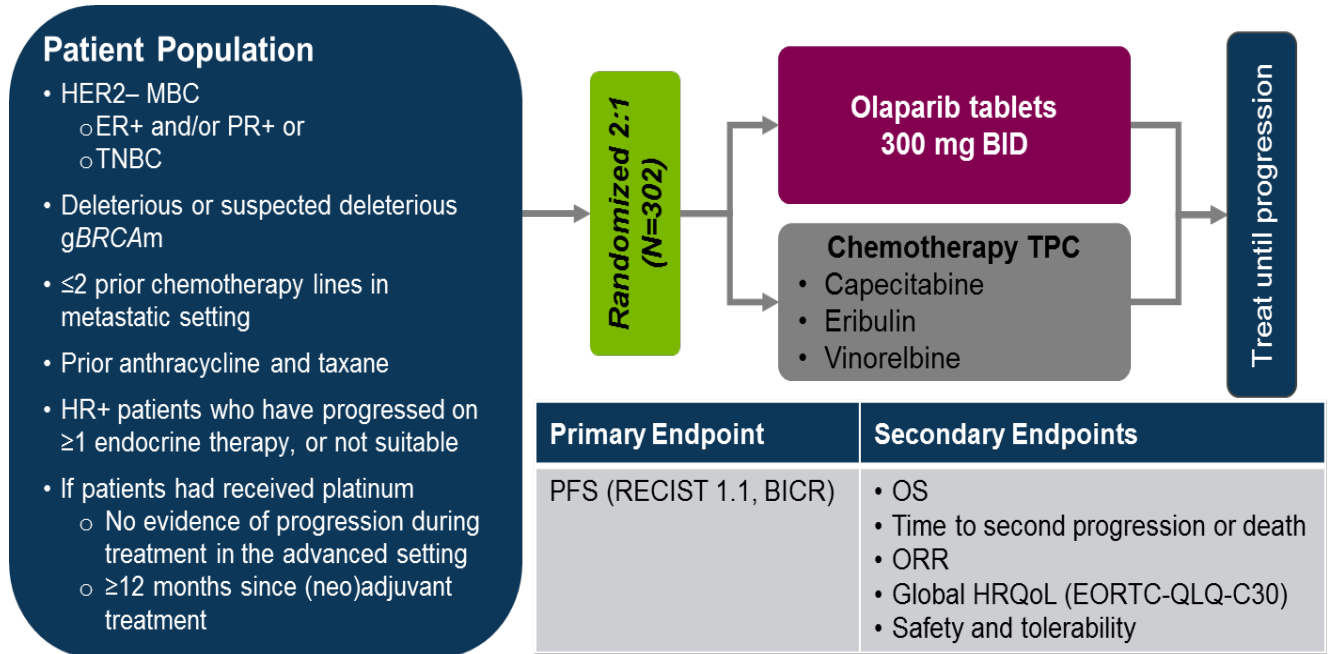 Patient Population
• HER2– MBC
o ER+ and/or PR+ or
o TNBC
• Deleterious or suspected deleterious
gBRCAm
• ≤2 prior chemotherapy lines in
metastatic setting
• Prior anthracycline and taxane
• HR+ patients who have progressed on
≥1 endocrine therapy, or not suitable
• If patients had received platinum
o No evidence of progression during
treatment in the advanced setting
o ≥12 months since (neo)adjuvant
treatment
Randomized 2:1
(N=302)
Olaparib tablets
300 mg BID
Chemotherapy TPC
• Capecitabine
• Eribulin
• Vinorelbine
Treat until progression
Primary Endpoint
PFS (RECIST 1.1, BICR)
Secondary Endpoints
• OS
• Time to second progression or death
• ORR
• Global HRQoL (EORTC-QLQ-C30)
• Safety and tolerability